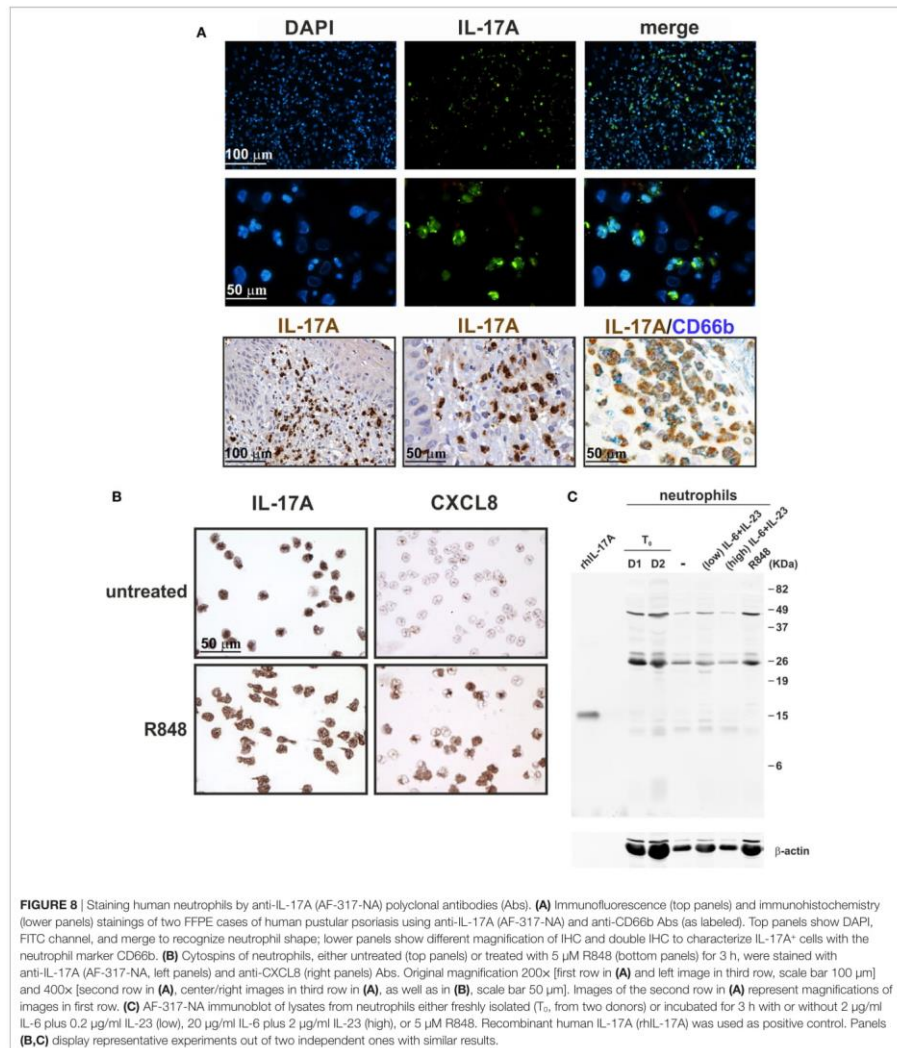 A
DAPI IL-17A merge
100 µm
50 µm
IL-17A IL-17A IL-17A/CD66b
100 µm 50 µm 50 µm
B
IL-17A CXCL8
untreated
50 µm
R848
C
neutrophils
rhIL-17A
T₀
D1 D2 - (low) IL-6+IL-23 (high) IL-6+IL-23 R848 (KDa)
-82
-49
-37
-26
-19
-15
-6
β-actin
FIGURE 8 | Staining human neutrophils by anti-IL-17A (AF-317-NA) polyclonal antibodies (Abs). (A) Immunofluorescence (top panels) and immunohistochemistry
(lower panels) stainings of two FFPE cases of human pustular psoriasis using anti-IL-17A (AF-317-NA) and anti-CD66b Abs (as labeled). Top panels show DAPI,
FITC channel, and merge to recognize neutrophil shape; lower panels show different magnification of IHC and double IHC to characterize IL-17A⁺ cells with the
neutrophil marker CD66b. (B) Cytospins of neutrophils, either untreated (top panels) or treated with 5 µM R848 (bottom panels) for 3 h, were stained with
anti-IL-17A (AF-317-NA, left panels) and anti-CXCL8 (right panels) Abs. Original magnification 200x [first row in (A) and left image in third row, scale bar 100 µm]
and 400x [second row in (A), center/right images in third row in (A), as well as in (B), scale bar 50 µm]. Images of the second row in (A) represent magnifications of
images in first row. (C) AF-317-NA immunoblot of lysates from neutrophils either freshly isolated (T₀, from two donors) or incubated for 3 h with or without 2 µg/ml
IL-6 plus 0.2 µg/ml IL-23 (low), 20 µg/ml IL-6 plus 2 µg/ml IL-23 (high), or 5 µM R848. Recombinant human IL-17A (rhIL-17A) was used as positive control. Panels
(B,C) display representative experiments out of two independent ones with similar results.